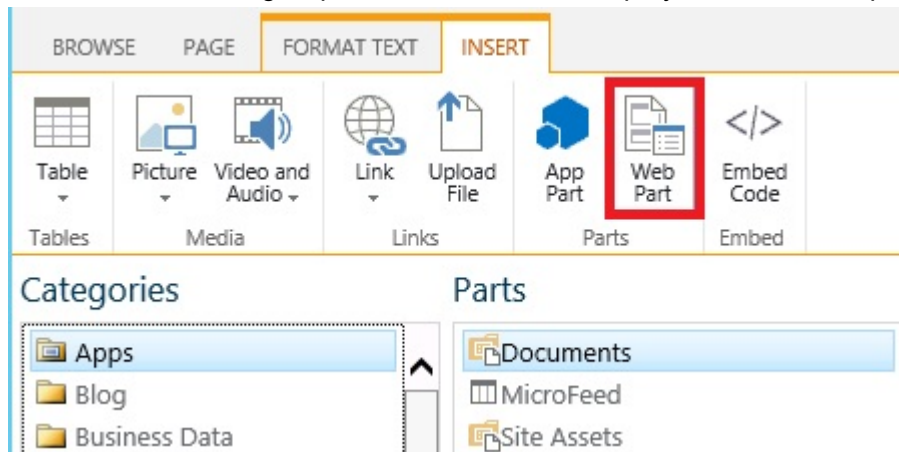 BROWSE PAGE FORMAT TEXT INSERT
Table Picture Video and Audio Link Upload File App Part Web Part Embed Code
Tables Media Links Parts Embed
Categories Parts
Apps Documents
Blog MicroFeed
Business Data Site Assets